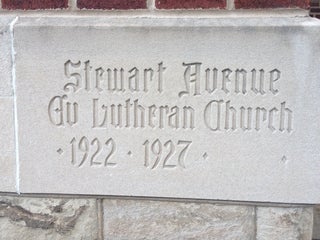 Stewart Avenue
Ev Lutheran Church
· 1922 · 1927 ·